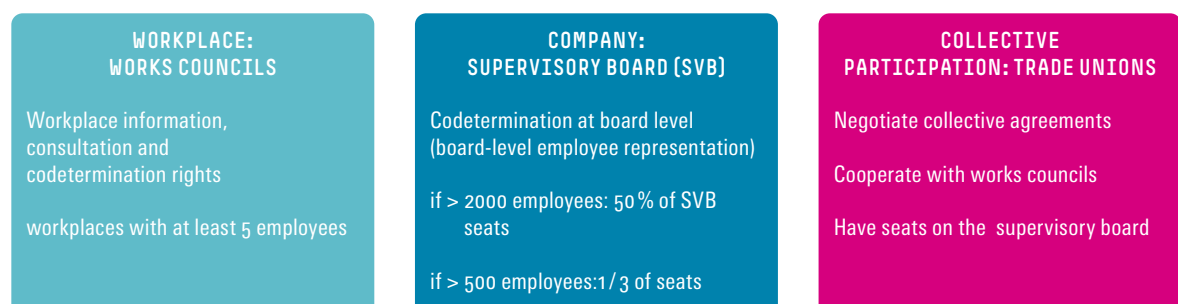 WORKPLACE:
WORKS COUNCILS
Workplace information,
consultation and
codetermination rights
workplaces with at least 5 employees
COMPANY:
SUPERVISORY BOARD (SVB)
Codetermination at board level
(board-level employee representation)
if > 2000 employees: 50 % of SVB
seats
if > 500 employees:1/3 of seats
COLLECTIVE
PARTICIPATION: TRADE UNIONS
Negotiate collective agreements
Cooperate with works councils
Have seats on the supervisory board